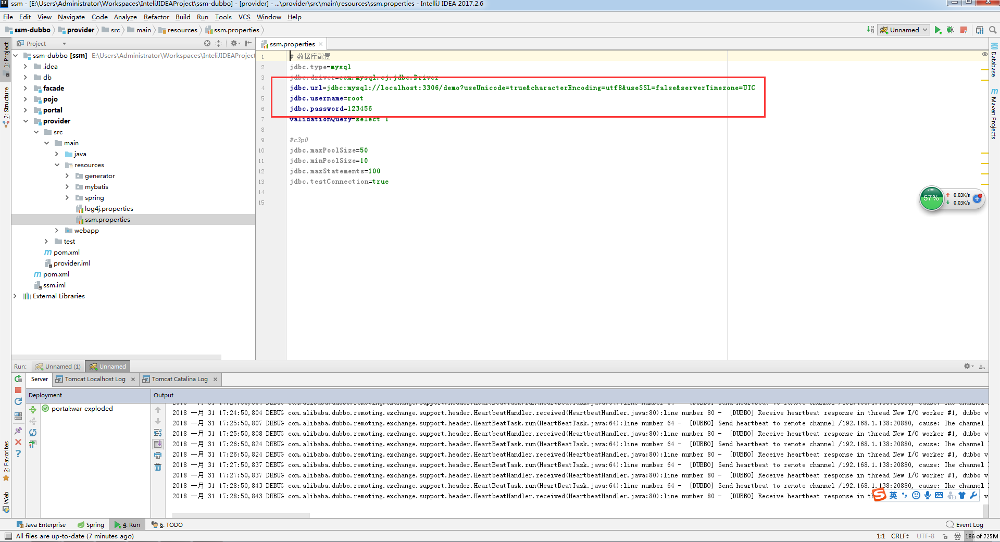 ssm - [E:\Users\Administrator\Workspaces\InteliJIDEAProject\ssm-dubbo] - [provider] - ...\provider\src\main\resources\ssm.properties - IntelliJ IDEA 2017.2.6
File Edit View Navigate Code Analyze Refactor Build Run Tools VCS Window Help
ssm-dubbo provider src main resources ssm.properties
Unnamed
1: Project
7: Structure
2: Favorites
Web
Project
ssm-dubbo [ssm] E:\Users\Administrator\Workspaces\InteliJIDEAProject
.idea
db
facade
pojo
portal
provider
src
main
java
resources
generator
mybatis
spring
log4j.properties
ssm.properties
webapp
test
pom.xml
provider.iml
pom.xml
ssm.iml
External Libraries
ssm.properties
1 # 数据库配置
2 jdbc.type=mysql
3 jdbc.driver=com.mysql.cj.jdbc.Driver
4 jdbc.url=jdbc:mysql://localhost:3306/demo?useUnicode=true&characterEncoding=utf8&useSSL=false&serverTimezone=UTC
5 jdbc.username=root
6 jdbc.password=123456
7 validationQuery=select 1
8
9 #c3p0
10 jdbc.maxPoolSize=50
11 jdbc.minPoolSize=10
12 jdbc.maxStatements=100
13 jdbc.testConnection=true
14
15
Database
Maven Projects
57%
0.03K/s
0.03K/s
Run: Unnamed (1) Unnamed
Server Tomcat Localhost Log Tomcat Catalina Log
Deployment
portal:war exploded
Output
2018 一月 31 17:24:50,804 DEBUG com.alibaba.dubbo.remoting.exchange.support.header.HeartbeatHandler.received(HeartbeatHandler.java:80):line number 80 - [DUBBO] Receive heartbeat response in thread New I/O worker #1, dubbo v
2018 一月 31 17:25:50,807 DEBUG com.alibaba.dubbo.remoting.exchange.support.header.HeartBeatTask.run(HeartBeatTask.java:64):line number 64 - [DUBBO] Send heartbeat to remote channel /192.168.1.138:20880, cause: The channel
2018 一月 31 17:25:50,808 DEBUG com.alibaba.dubbo.remoting.exchange.support.header.HeartbeatHandler.received(HeartbeatHandler.java:80):line number 80 - [DUBBO] Receive heartbeat response in thread New I/O worker #1, dubbo v
2018 一月 31 17:26:50,824 DEBUG com.alibaba.dubbo.remoting.exchange.support.header.HeartBeatTask.run(HeartBeatTask.java:64):line number 64 - [DUBBO] Send heartbeat to remote channel /192.168.1.138:20880, cause: The channel
2018 一月 31 17:26:50,824 DEBUG com.alibaba.dubbo.remoting.exchange.support.header.HeartbeatHandler.received(HeartbeatHandler.java:80):line number 80 - [DUBBO] Receive heartbeat response in thread New I/O worker #1, dubbo v
2018 一月 31 17:27:50,837 DEBUG com.alibaba.dubbo.remoting.exchange.support.header.HeartBeatTask.run(HeartBeatTask.java:64):line number 64 - [DUBBO] Send heartbeat to remote channel /192.168.1.138:20880, cause: The channel
2018 一月 31 17:27:50,837 DEBUG com.alibaba.dubbo.remoting.exchange.support.header.HeartbeatHandler.received(HeartbeatHandler.java:80):line number 80 - [DUBBO] Receive heartbeat response in thread New I/O worker #1, dubbo v
2018 一月 31 17:28:50,843 DEBUG com.alibaba.dubbo.remoting.exchange.support.header.HeartBeatTask.run(HeartBeatTask.java:64):line number 64 - [DUBBO] Send heartbeat to remote channel /192.168.1.138:20880, cause: The channel
2018 一月 31 17:28:50,843 DEBUG com.alibaba.dubbo.remoting.exchange.support.header.HeartbeatHandler.received(HeartbeatHandler.java:80):line number 80 - [DUBBO] Receive heartbeat response in
英
Java Enterprise Spring 4: Run 6: TODO Event Log
All files are up-to-date (7 minutes ago) 1:1 CRLF UTF-8 186 of 725M